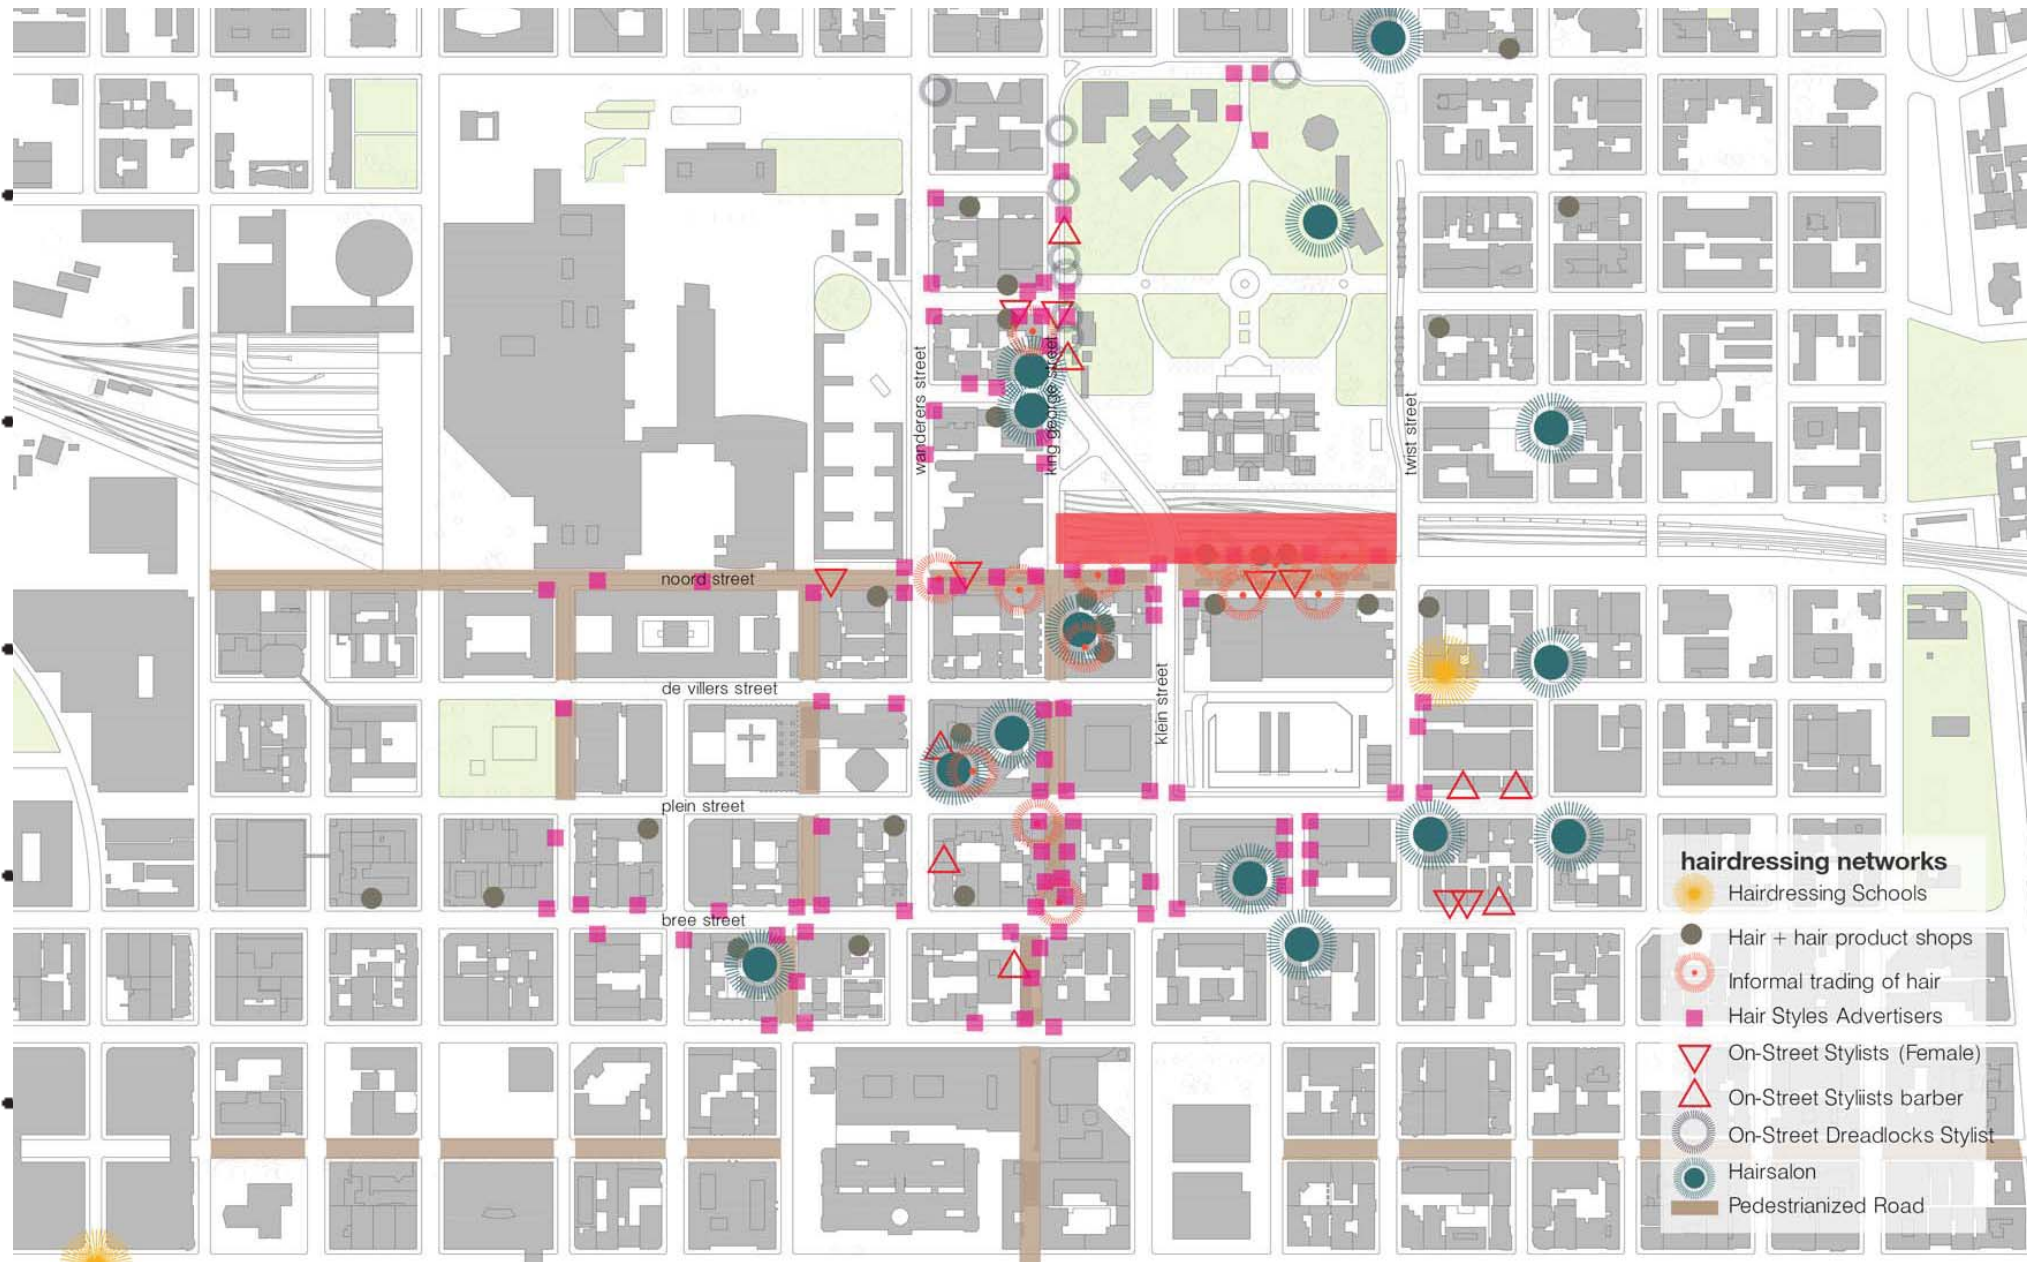 wanders street
king george street
twist street
noord street
de villers street
klein street
plein street
bree street
hairdressing networks
Hairdressing Schools
Hair + hair product shops
Informal trading of hair
Hair Styles Advertisers
On-Street Stylists (Female)
On-Street Styliists barber
On-Street Dreadlocks Stylist
Hairsalon
Pedestrianized Road